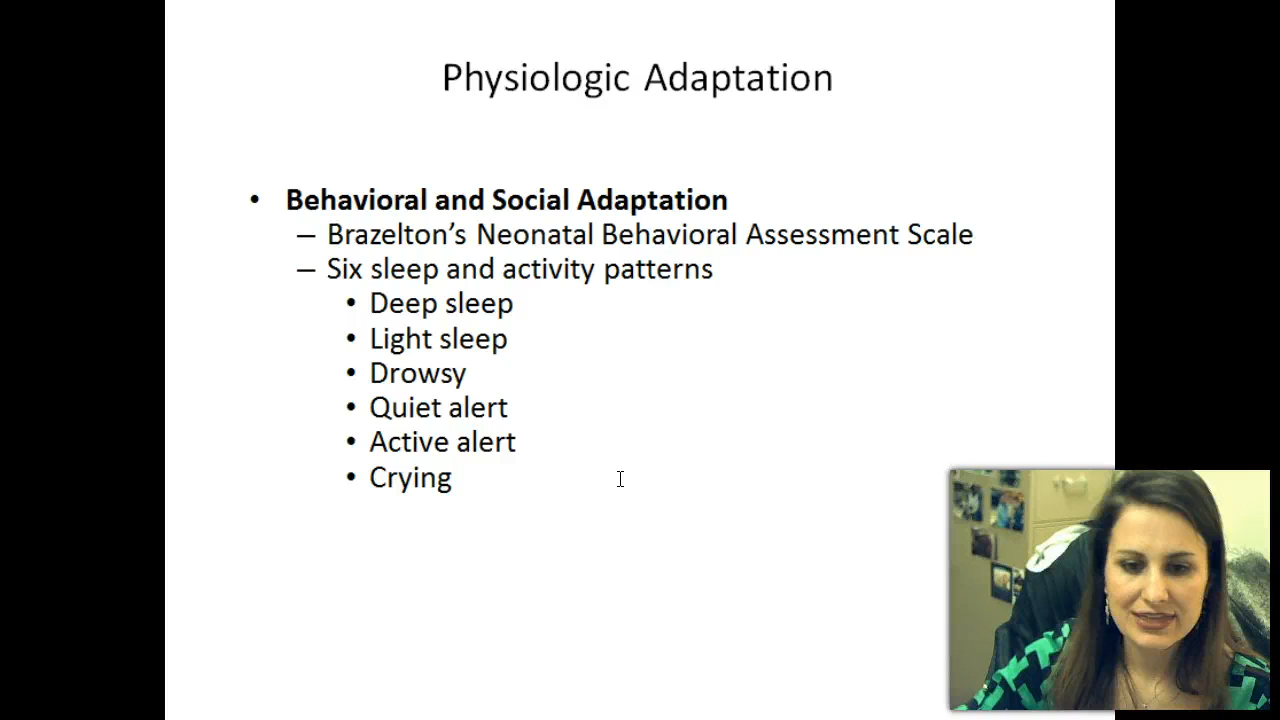 Physiologic Adaptation
• Behavioral and Social Adaptation
– Brazelton’s Neonatal Behavioral Assessment Scale
– Six sleep and activity patterns
• Deep sleep
• Light sleep
• Drowsy
• Quiet alert
• Active alert
• Crying